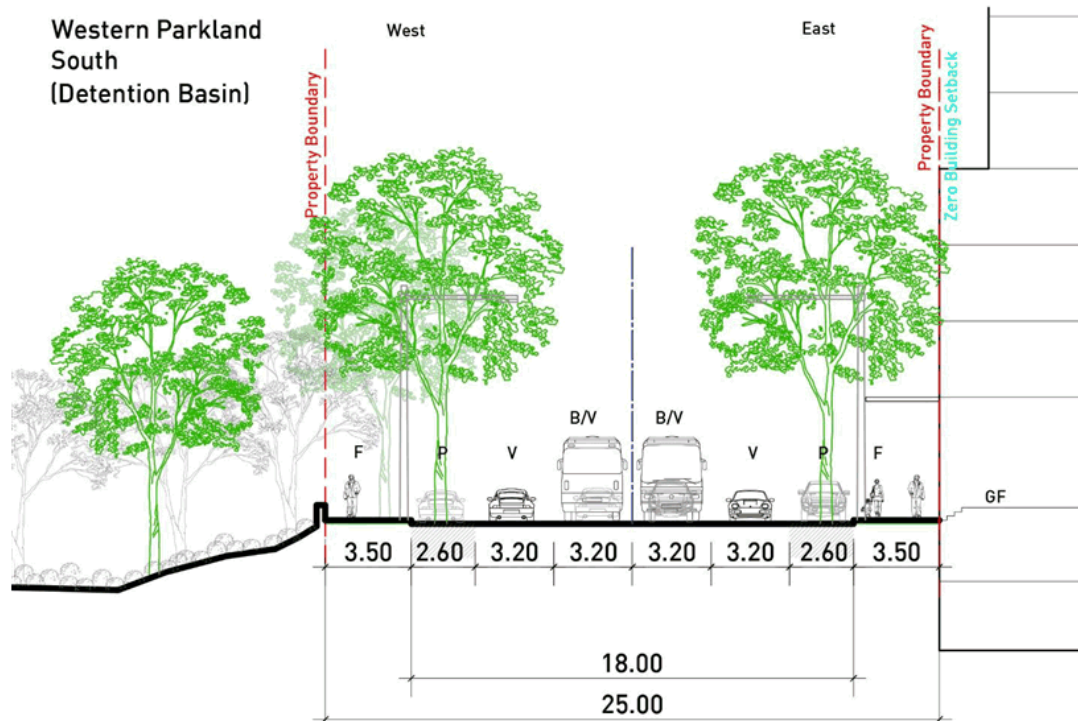 Western Parkland
South
(Detention Basin)
West
East
Property Boundary
Property Boundary
Zero Building Setback
B/V
B/V
F
P
V
V
P
F
GF
3.50
2.60
3.20
3.20
3.20
3.20
2.60
3.50
18.00
25.00